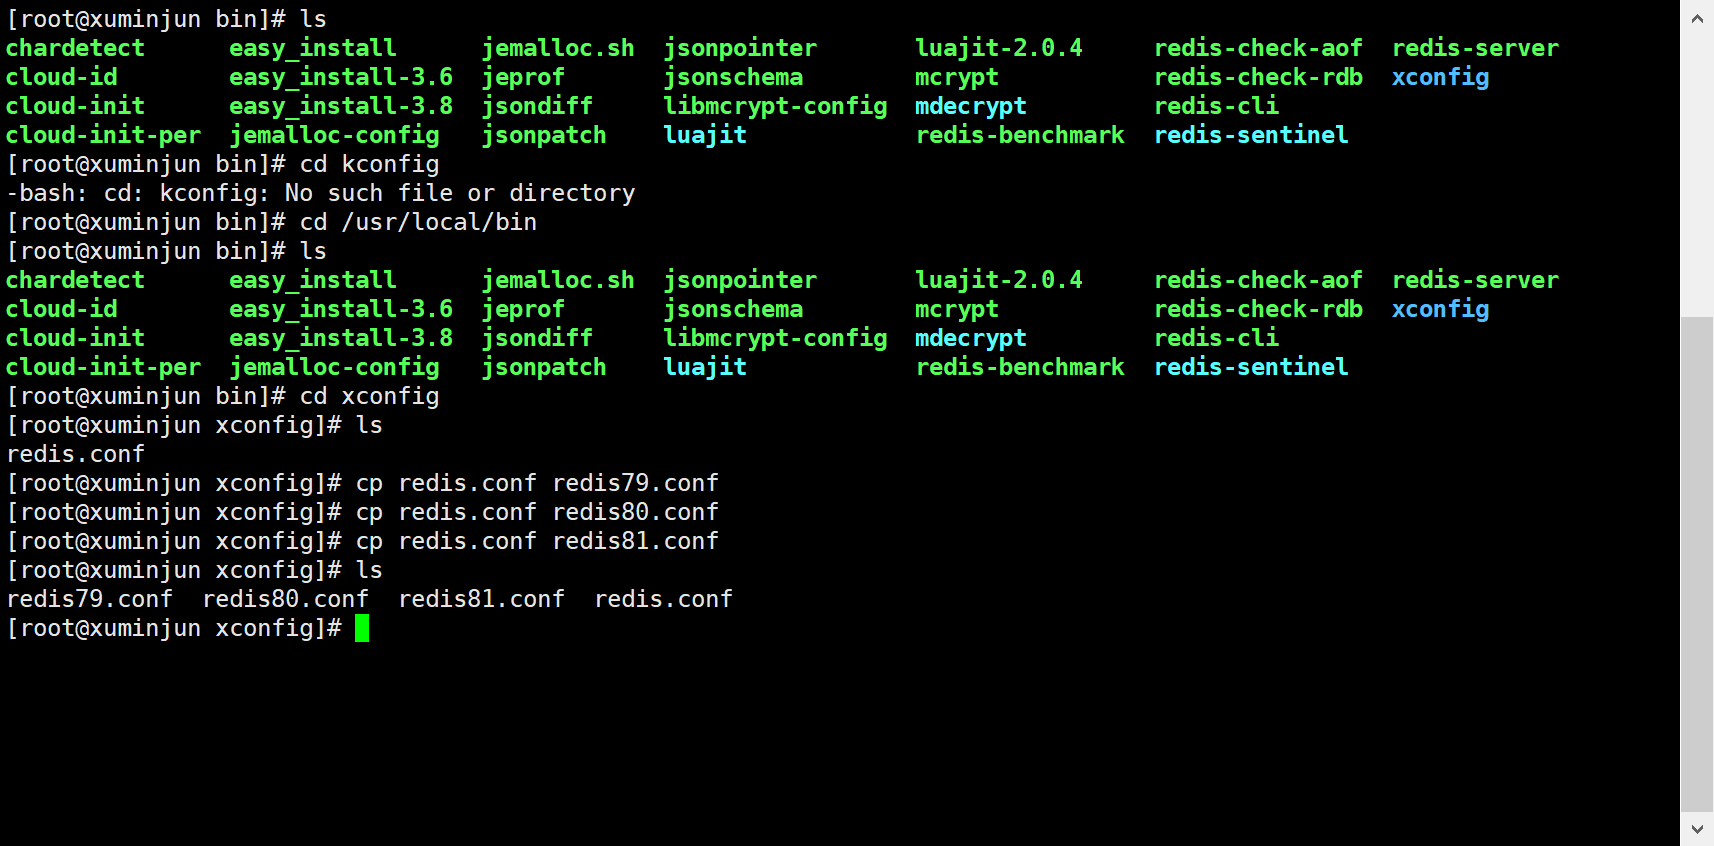 [root@xuminjun bin]# ls
chardetect      easy_install      jemalloc.sh  jsonpointer       luajit-2.0.4     redis-check-aof  redis-server
cloud-id        easy_install-3.6  jeprof       jsonschema        mcrypt           redis-check-rdb  xconfig
cloud-init      easy_install-3.8  jsondiff     libmcrypt-config  mdecrypt         redis-cli
cloud-init-per  jemalloc-config   jsonpatch    luajit            redis-benchmark  redis-sentinel
[root@xuminjun bin]# cd kconfig
-bash: cd: kconfig: No such file or directory
[root@xuminjun bin]# cd /usr/local/bin
[root@xuminjun bin]# ls
chardetect      easy_install      jemalloc.sh  jsonpointer       luajit-2.0.4     redis-check-aof  redis-server
cloud-id        easy_install-3.6  jeprof       jsonschema        mcrypt           redis-check-rdb  xconfig
cloud-init      easy_install-3.8  jsondiff     libmcrypt-config  mdecrypt         redis-cli
cloud-init-per  jemalloc-config   jsonpatch    luajit            redis-benchmark  redis-sentinel
[root@xuminjun bin]# cd xconfig
[root@xuminjun xconfig]# ls
redis.conf
[root@xuminjun xconfig]# cp redis.conf redis79.conf
[root@xuminjun xconfig]# cp redis.conf redis80.conf
[root@xuminjun xconfig]# cp redis.conf redis81.conf
[root@xuminjun xconfig]# ls
redis79.conf  redis80.conf  redis81.conf  redis.conf
[root@xuminjun xconfig]#